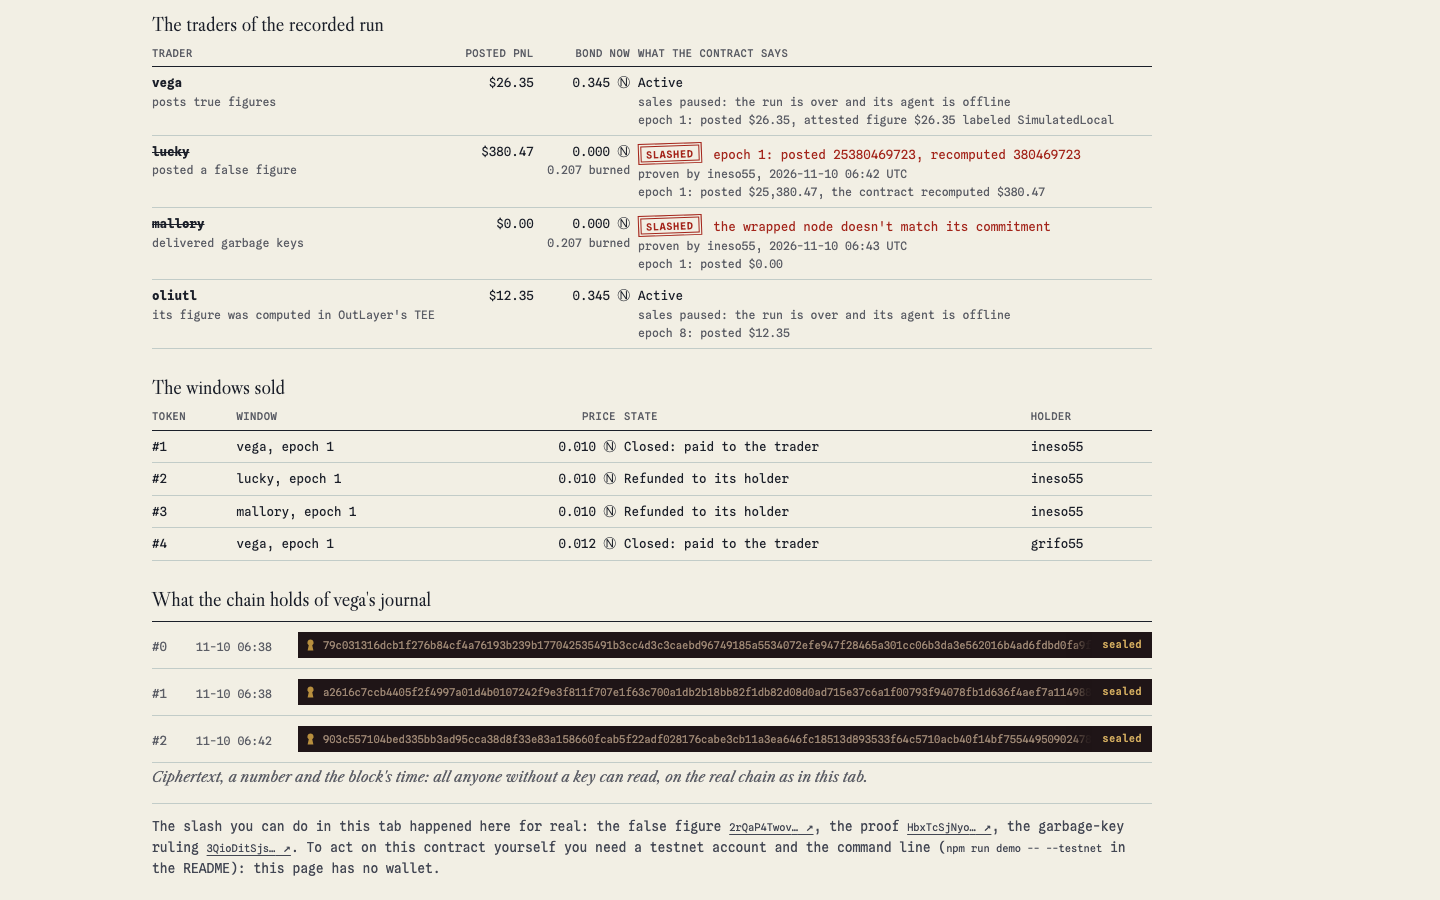 The traders of the recorded run
TRADER POSTED PNL BOND NOW WHAT THE CONTRACT SAYS
vega $26.35 0.345 Ⓝ Active
posts true figures sales paused: the run is over and its agent is offline
epoch 1: posted $26.35, attested figure $26.35 labeled SimulatedLocal
lucky $380.47 0.000 Ⓝ SLASHED epoch 1: posted 25380469723, recomputed 380469723
posted a false figure 0.207 burned proven by ineso55, 2026-11-10 06:42 UTC
epoch 1: posted $25,380.47, the contract recomputed $380.47
mallory $0.00 0.000 Ⓝ SLASHED the wrapped node doesn't match its commitment
delivered garbage keys 0.207 burned proven by ineso55, 2026-11-10 06:43 UTC
epoch 1: posted $0.00
oliutl $12.35 0.345 Ⓝ Active
its figure was computed in OutLayer's TEE sales paused: the run is over and its agent is offline
epoch 8: posted $12.35
The windows sold
TOKEN WINDOW PRICE STATE HOLDER
#1 vega, epoch 1 0.010 Ⓝ Closed: paid to the trader ineso55
#2 lucky, epoch 1 0.010 Ⓝ Refunded to its holder ineso55
#3 mallory, epoch 1 0.010 Ⓝ Refunded to its holder ineso55
#4 vega, epoch 1 0.012 Ⓝ Closed: paid to the trader grifo55
What the chain holds of vega's journal
#0 11-10 06:38 79c031316dcb1f276b84cf4a76193b239b177042535491b3cc4d3c3caebd96749185a5534072efe947f28465a301cc06b3da3e562016b4ad6fdbd0fa9 sealed
#1 11-10 06:38 a2616c7ccb4405f2f4997a01d4b0107242f9e3f811f707e1f63c700a1db2b18bb82f1db82d08d0ad715e37c6a1f00793f94078fb1d636f4aef7a11498 sealed
#2 11-10 06:42 903c557104bed335bb3ad95cca38d8f33e83a158660fcab5f22adf028176cabe3cb11a3ea646fc18513d893533f64c5710acb40f14bf7554495090247 sealed
Ciphertext, a number and the block's time: all anyone without a key can read, on the real chain as in this tab.
The slash you can do in this tab happened here for real: the false figure 2rQaP4Twov… ↗, the proof HbxTcSjNyo… ↗, the garbage-key
ruling 3QioDitSjs… ↗. To act on this contract yourself you need a testnet account and the command line (npm run demo -- --testnet in
the README): this page has no wallet.